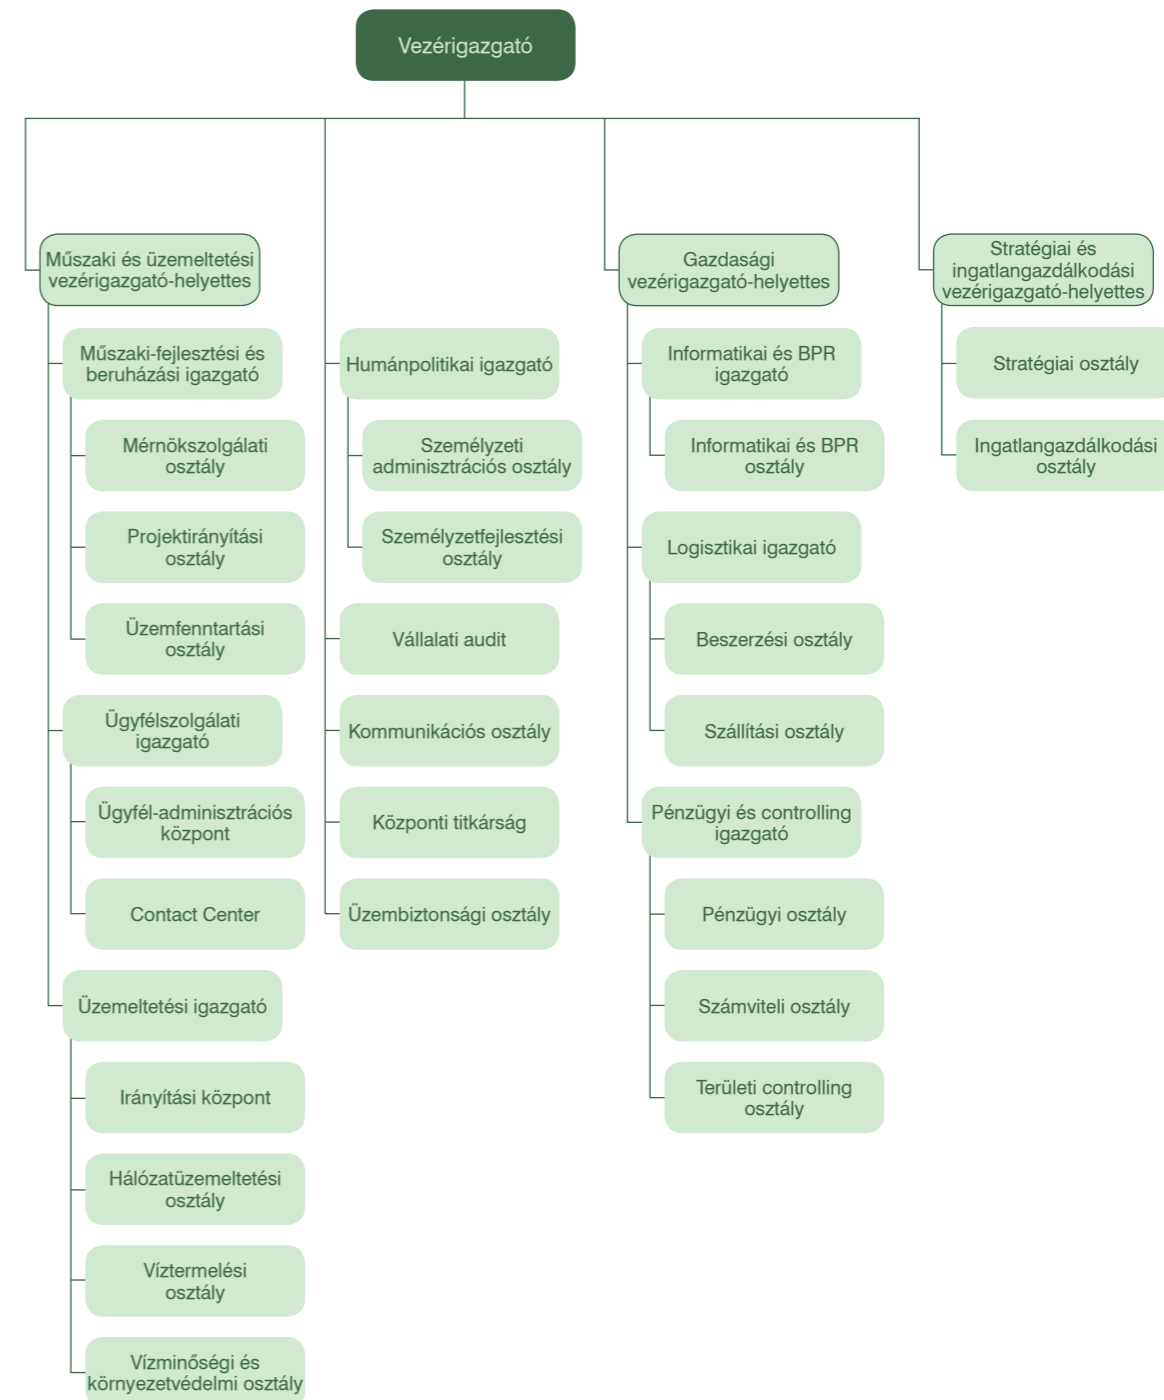 Vezérigazgató
Műszaki és üzemeltetési
vezérigazgató-helyettes
Műszaki-fejlesztési és
beruházási igazgató
Mérnökszolgálati
osztály
Projektirányítási
osztály
Üzemfenntartási
osztály
Ügyfélszolgálati
igazgató
Ügyfél-adminisztrációs
központ
Contact Center
Üzemeltetési igazgató
Irányítási központ
Hálózatüzemeltetési
osztály
Víztermelési
osztály
Vízminőségi és
környezetvédelmi osztály
Humánpolitikai igazgató
Személyzeti
adminisztrációs osztály
Személyzetfejlesztési
osztály
Vállalati audit
Kommunikációs osztály
Központi titkárság
Üzembiztonsági osztály
Gazdasági
vezérigazgató-helyettes
Informatikai és BPR
igazgató
Informatikai és BPR
osztály
Logisztikai igazgató
Beszerzési osztály
Szállítási osztály
Pénzügyi és controlling
igazgató
Pénzügyi osztály
Számviteli osztály
Területi controlling
osztály
Stratégiai és
ingatlangazdálkodási
vezérigazgató-helyettes
Stratégiai osztály
Ingatlangazdálkodási
osztály